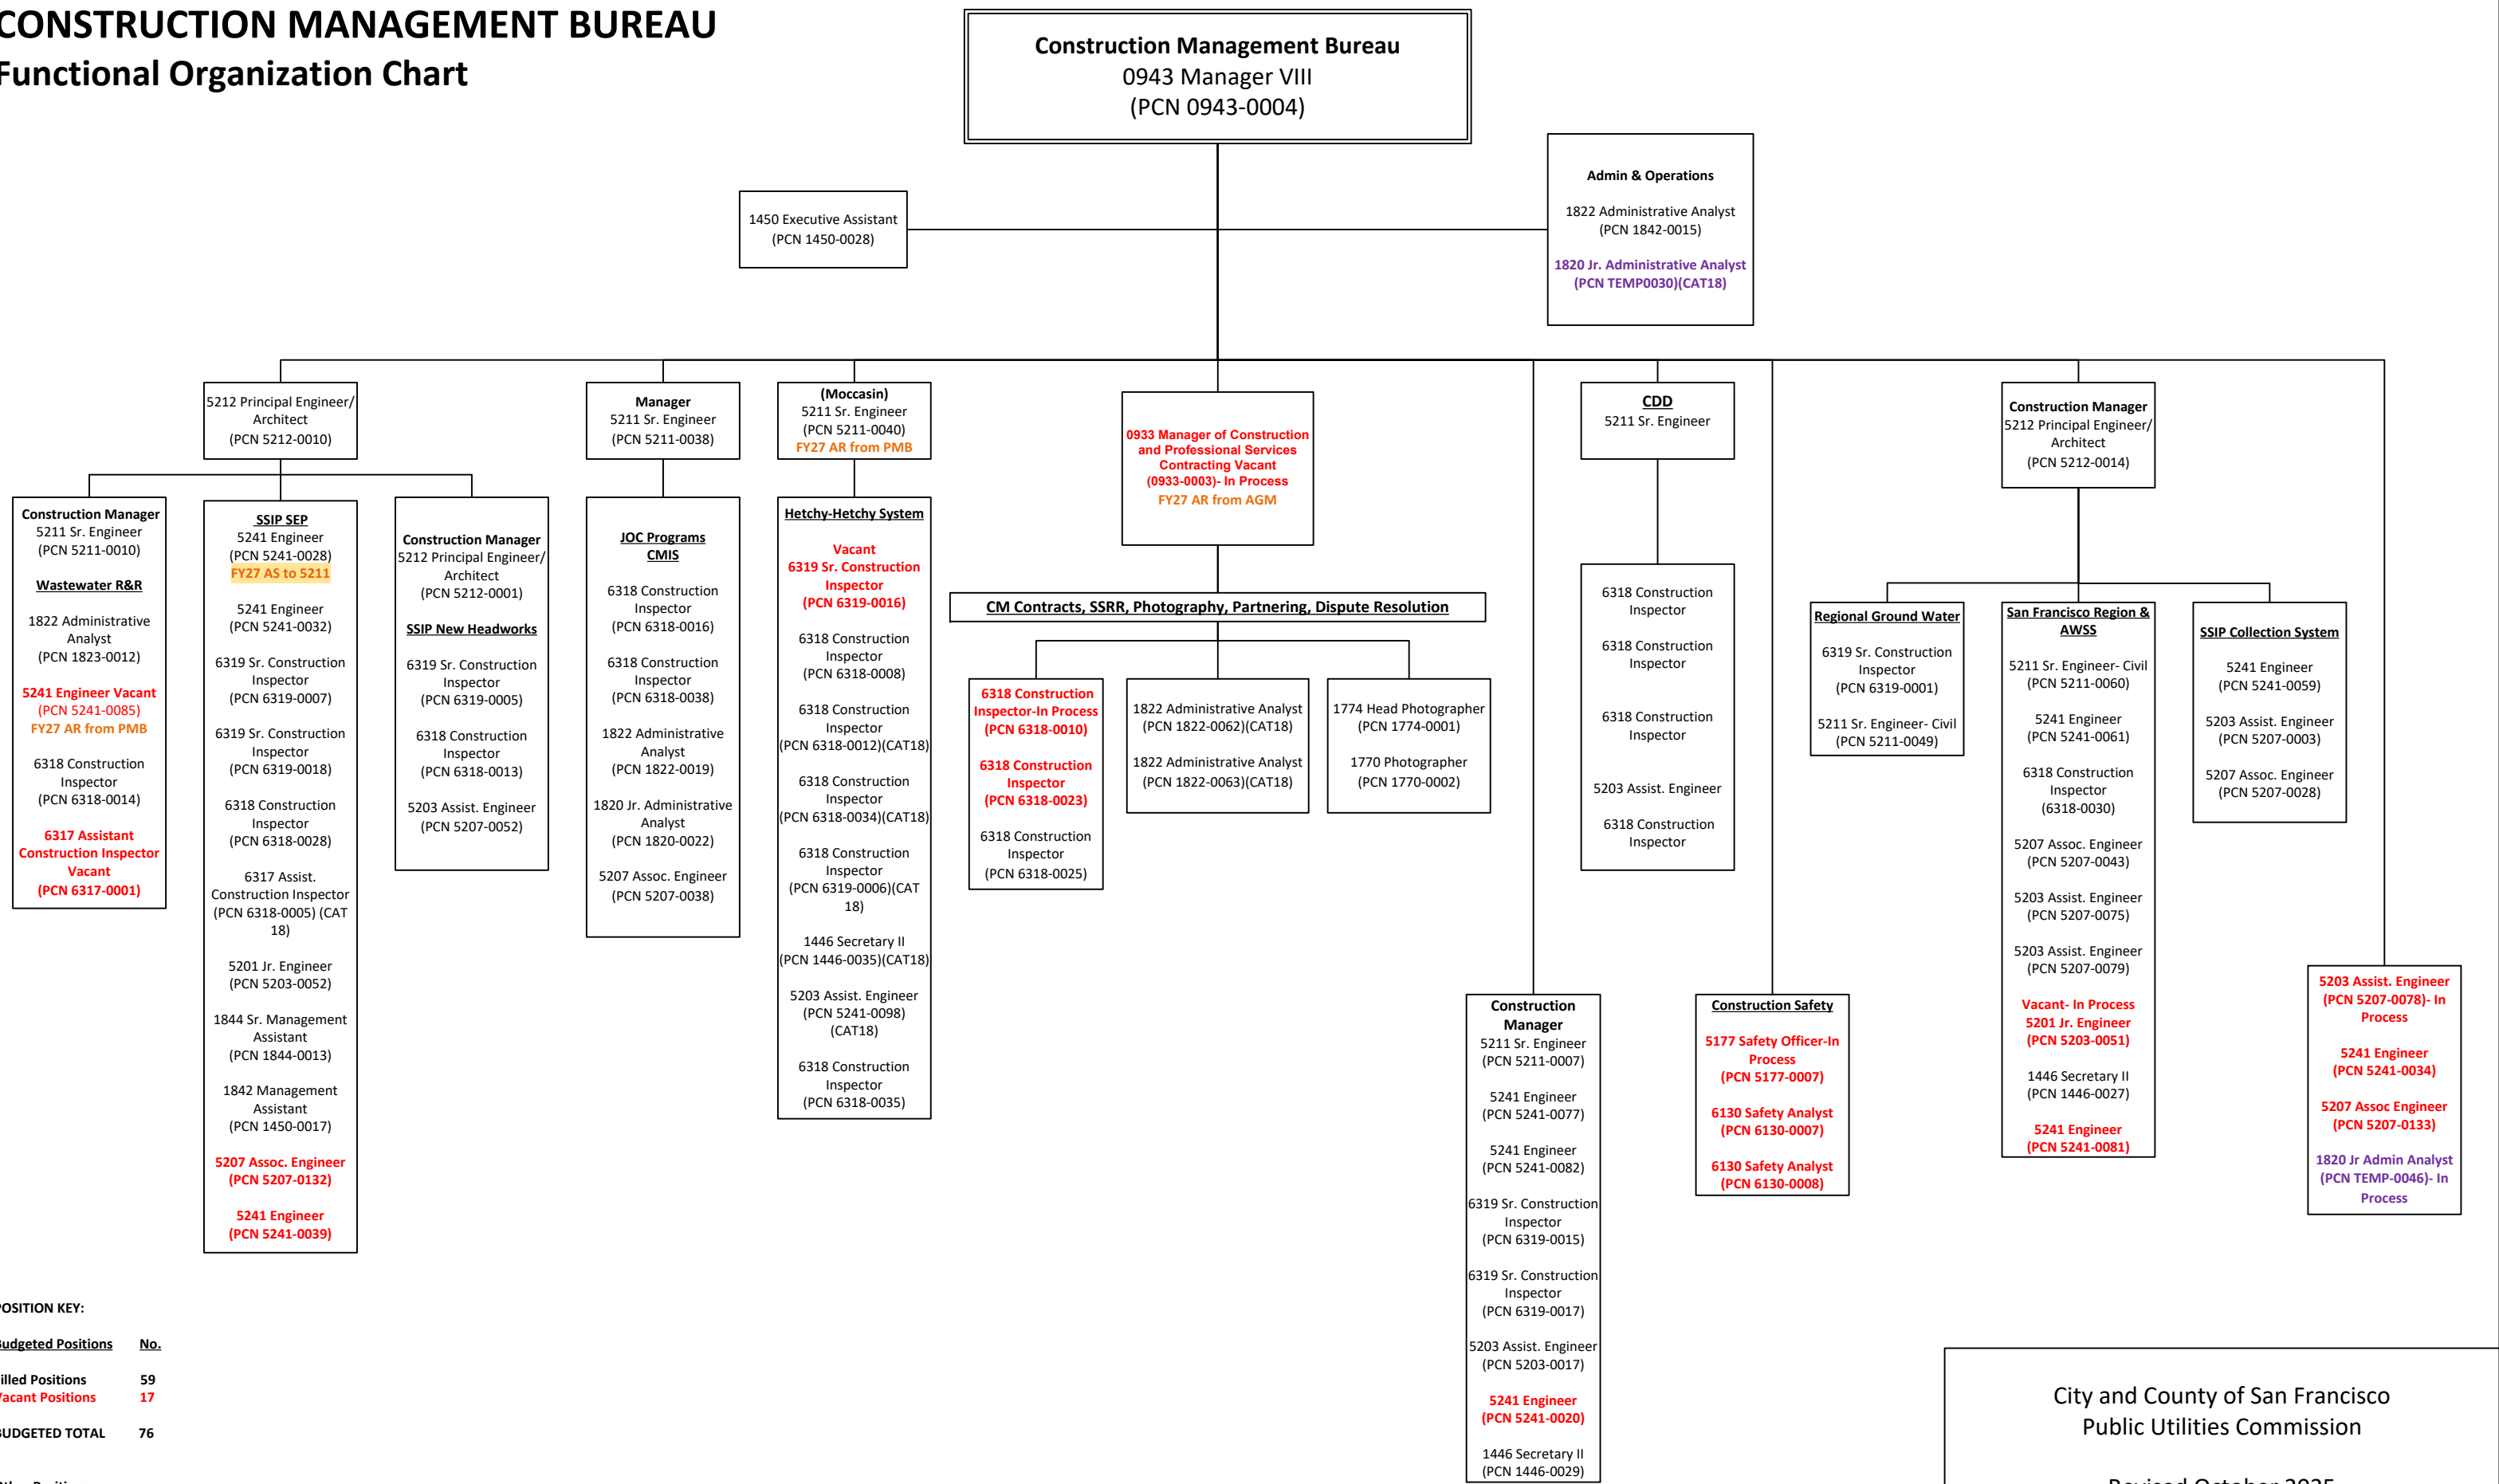 CONSTRUCTION MANAGEMENT BUREAU
Functional Organization Chart
Construction Management Bureau
0943 Manager VIII
(PCN 0943-0004)
1450 Executive Assistant
(PCN 1450-0028)
Admin & Operations
1822 Administrative Analyst
(PCN 1842-0015)
1820 Jr. Administrative Analyst
(PCN TEMP0030)(CAT18)
5212 Principal Engineer/
Architect
(PCN 5212-0010)
Manager
5211 Sr. Engineer
(PCN 5211-0038)
(Moccasin)
5211 Sr. Engineer
(PCN 5211-0040)
FY27 AR from PMB
0933 Manager of Construction
and Professional Services
Contracting Vacant
(0933-0003)- In Process
FY27 AR from AGM
CDD
5211 Sr. Engineer
Construction Manager
5212 Principal Engineer/
Architect
(PCN 5212-0014)
Construction Manager
5211 Sr. Engineer
(PCN 5211-0010)
Wastewater R&R
1822 Administrative
Analyst
(PCN 1823-0012)
5241 Engineer Vacant
(PCN 5241-0085)
FY27 AR from PMB
6318 Construction
Inspector
(PCN 6318-0014)
6317 Assistant
Construction Inspector
Vacant
(PCN 6317-0001)
SSIP SEP
5241 Engineer
(PCN 5241-0028)
FY27 AS to 5211
5241 Engineer
(PCN 5241-0032)
6319 Sr. Construction
Inspector
(PCN 6319-0007)
6319 Sr. Construction
Inspector
(PCN 6319-0018)
6318 Construction
Inspector
(PCN 6318-0028)
6317 Assist.
Construction Inspector
(PCN 6318-0005) (CAT
18)
5201 Jr. Engineer
(PCN 5203-0052)
1844 Sr. Management
Assistant
(PCN 1844-0013)
1842 Management
Assistant
(PCN 1450-0017)
5207 Assoc. Engineer
(PCN 5207-0132)
5241 Engineer
(PCN 5241-0039)
Construction Manager
5212 Principal Engineer/
Architect
(PCN 5212-0001)
SSIP New Headworks
6319 Sr. Construction
Inspector
(PCN 6319-0005)
6318 Construction
Inspector
(PCN 6318-0013)
5203 Assist. Engineer
(PCN 5207-0052)
JOC Programs
CMIS
6318 Construction
Inspector
(PCN 6318-0016)
6318 Construction
Inspector
(PCN 6318-0038)
1822 Administrative
Analyst
(PCN 1822-0019)
1820 Jr. Administrative
Analyst
(PCN 1820-0022)
5207 Assoc. Engineer
(PCN 5207-0038)
Hetchy-Hetchy System
Vacant
6319 Sr. Construction
Inspector
(PCN 6319-0016)
6318 Construction
Inspector
(PCN 6318-0008)
6318 Construction
Inspector
(PCN 6318-0012)(CAT18)
6318 Construction
Inspector
(PCN 6318-0034)(CAT18)
6318 Construction
Inspector
(PCN 6319-0006)(CAT
18)
1446 Secretary II
(PCN 1446-0035)(CAT18)
5203 Assist. Engineer
(PCN 5241-0098)
(CAT18)
6318 Construction
Inspector
(PCN 6318-0035)
CM Contracts, SSRR, Photography, Partnering, Dispute Resolution
6318 Construction
Inspector-In Process
(PCN 6318-0010)
6318 Construction
Inspector
(PCN 6318-0023)
6318 Construction
Inspector
(PCN 6318-0025)
1822 Administrative Analyst
(PCN 1822-0062)(CAT18)
1822 Administrative Analyst
(PCN 1822-0063)(CAT18)
1774 Head Photographer
(PCN 1774-0001)
1770 Photographer
(PCN 1770-0002)
Construction
Manager
5211 Sr. Engineer
(PCN 5211-0007)
5241 Engineer
(PCN 5241-0077)
5241 Engineer
(PCN 5241-0082)
6319 Sr. Construction
Inspector
(PCN 6319-0015)
6319 Sr. Construction
Inspector
(PCN 6319-0017)
5203 Assist. Engineer
(PCN 5203-0017)
5241 Engineer
(PCN 5241-0020)
1446 Secretary II
(PCN 1446-0029)
6318 Construction
Inspector
6318 Construction
Inspector
6318 Construction
Inspector
5203 Assist. Engineer
6318 Construction
Inspector
Construction Safety
5177 Safety Officer-In
Process
(PCN 5177-0007)
6130 Safety Analyst
(PCN 6130-0007)
6130 Safety Analyst
(PCN 6130-0008)
Regional Ground Water
6319 Sr. Construction
Inspector
(PCN 6319-0001)
5211 Sr. Engineer- Civil
(PCN 5211-0049)
San Francisco Region &
AWSS
5211 Sr. Engineer- Civil
(PCN 5211-0060)
5241 Engineer
(PCN 5241-0061)
6318 Construction
Inspector
(6318-0030)
5207 Assoc. Engineer
(PCN 5207-0043)
5203 Assist. Engineer
(PCN 5207-0075)
5203 Assist. Engineer
(PCN 5207-0079)
Vacant- In Process
5201 Jr. Engineer
(PCN 5203-0051)
1446 Secretary II
(PCN 1446-0027)
5241 Engineer
(PCN 5241-0081)
SSIP Collection System
5241 Engineer
(PCN 5241-0059)
5203 Assist. Engineer
(PCN 5207-0003)
5207 Assoc. Engineer
(PCN 5207-0028)
5203 Assist. Engineer
(PCN 5207-0078)- In
Process
5241 Engineer
(PCN 5241-0034)
5207 Assoc Engineer
(PCN 5207-0133)
1820 Jr Admin Analyst
(PCN TEMP-0046)- In
Process
POSITION KEY:
Budgeted Positions No.
Filled Positions 59
Vacant Positions 17
BUDGETED TOTAL 76
City and County of San Francisco
Public Utilities Commission
Revised October 2025